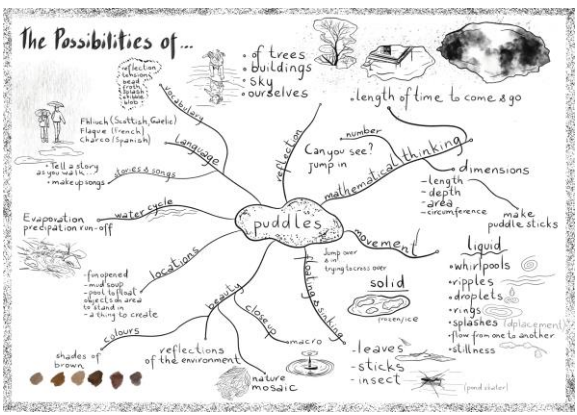 The Possibilities of...
reflection
tensions
bead
froth
splash
blob
vocabulary
• of trees
• buildings
• sky
• ourselves
• length of time to come & go
Fhliuch (Scottish, Gaelic)
Flaque (French)
Charco (Spanish)
language
• Tell a story
as you walk...
• make up songs
stories & songs
reflection
number
Can you see?
jump in
mathematical thinking
dimensions
- length
- depth
- area
- circumference
make
puddle sticks
Evaporation
precipation run-off
water cycle
puddles
movement
Jump over
& in
trying to cross over
liquid
• whirlpools
• ripples
• droplets
• rings
• splashes (dplacement)
flow from one to another
• stillness
locations
- fun opened
- mud soup
- pool to float
objects
to stand in
- a thing to create
beauty
floating & sinking
solid
frozen/ice
close up
macro
- leaves
- sticks
- insect
(pond skater)
colours
shades of
brown
reflections
of the environment
nature
mosaic